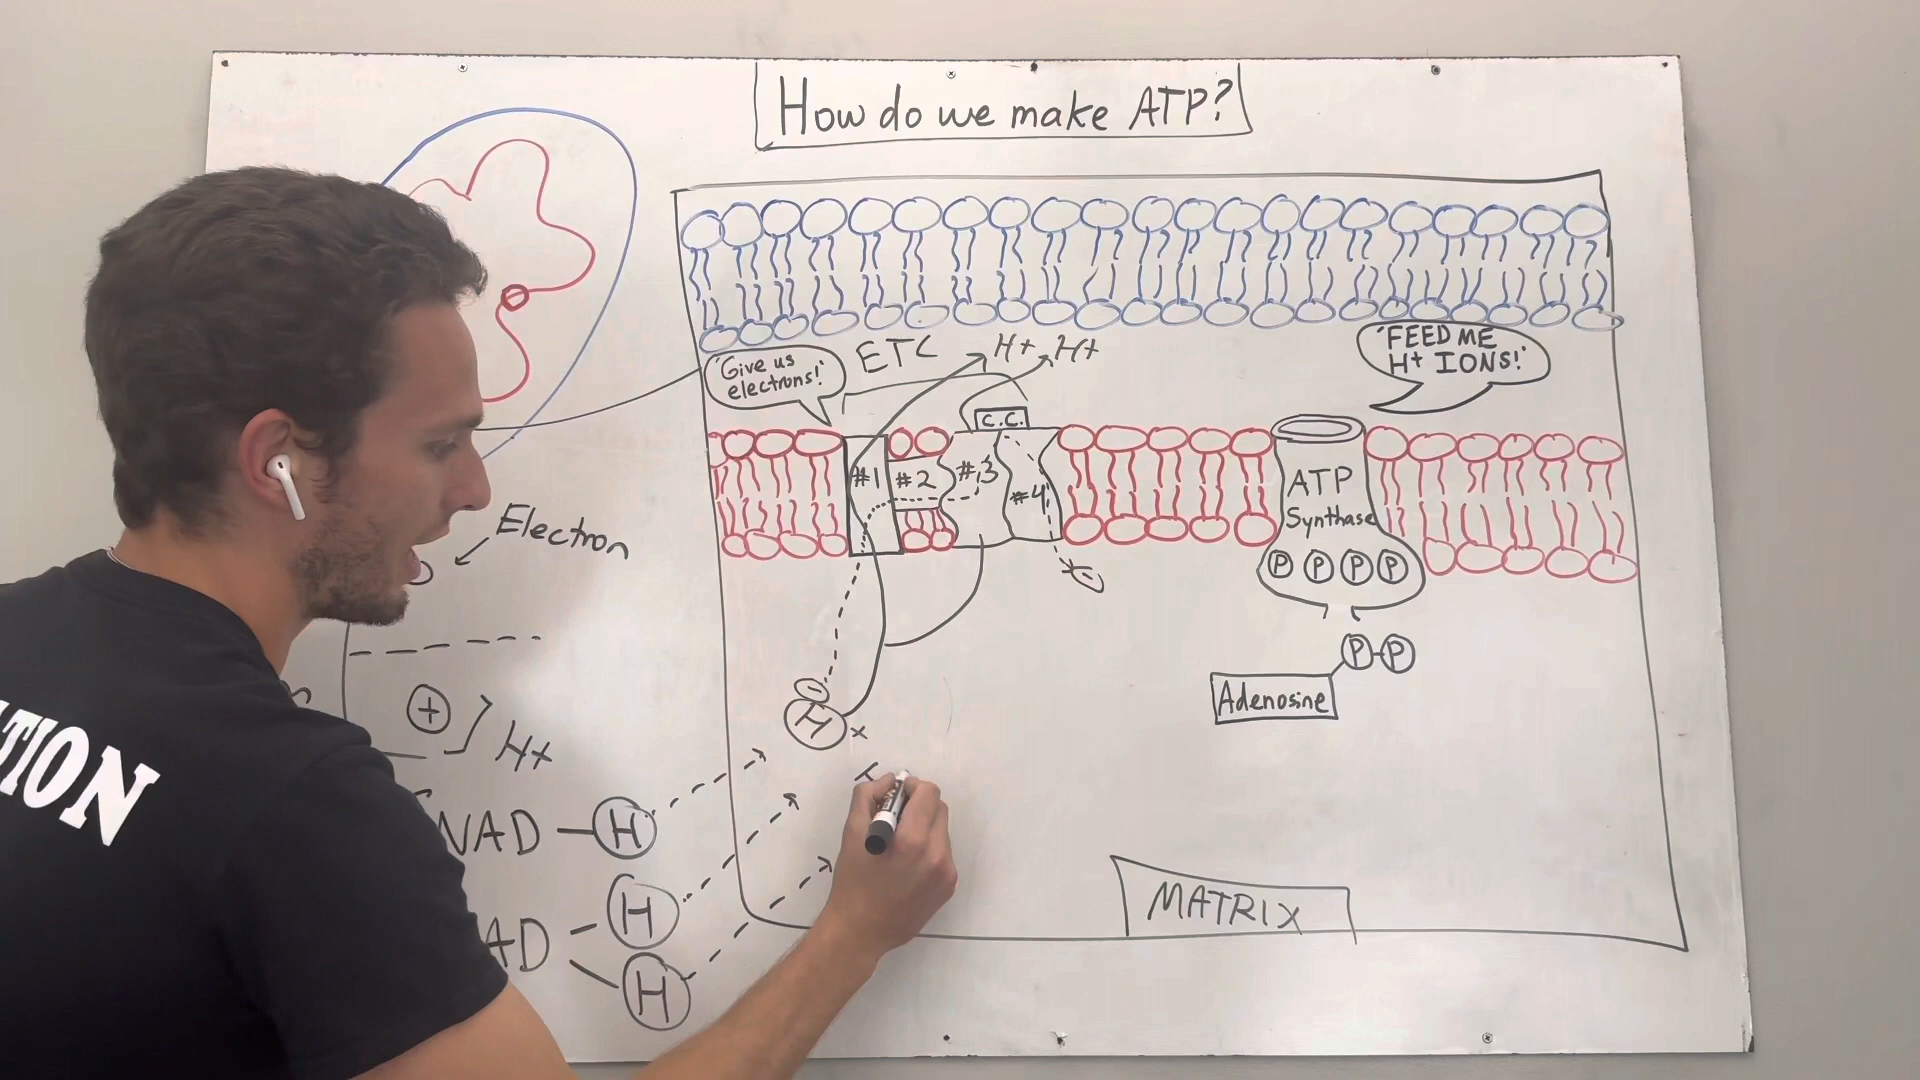 How do we make ATP?
"Give us
electrons!"
ETC
H+ H+
"FEED ME
H+ IONS!"
C.C.
#1
#2
#3
#4
ATP
Synthase
P P P P
P-P
Adenosine
Electron
-
H
+
H+
NAD - H
AD
H
H
MATRIX
TION